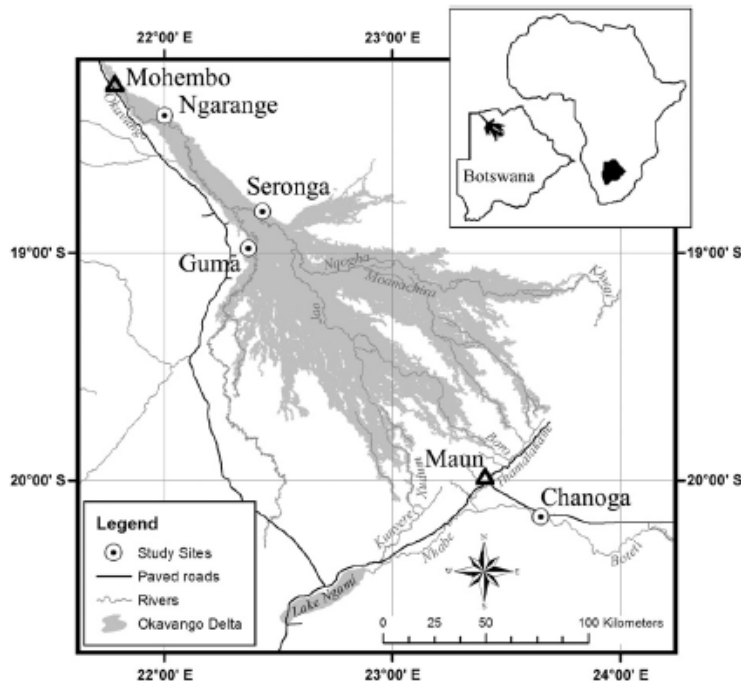 22°00' E
23°00' E
Mohembo
Okavango
Ngarange
Botswana
Seronga
19°00' S
19°00' S
Guma
Nqogha
Moanachira
Khwai
Jao
Boro
Thamalakane
Maun
20°00' S
20°00' S
Xudum
Chanoga
Kunyere
Nkabe
Boteti
Lake Ngami
Legend
Study Sites
Paved roads
Rivers
Okavango Delta
N
E
S
0 25 50 100 Kilometers
22°00' E
23°00' E
24°00' E